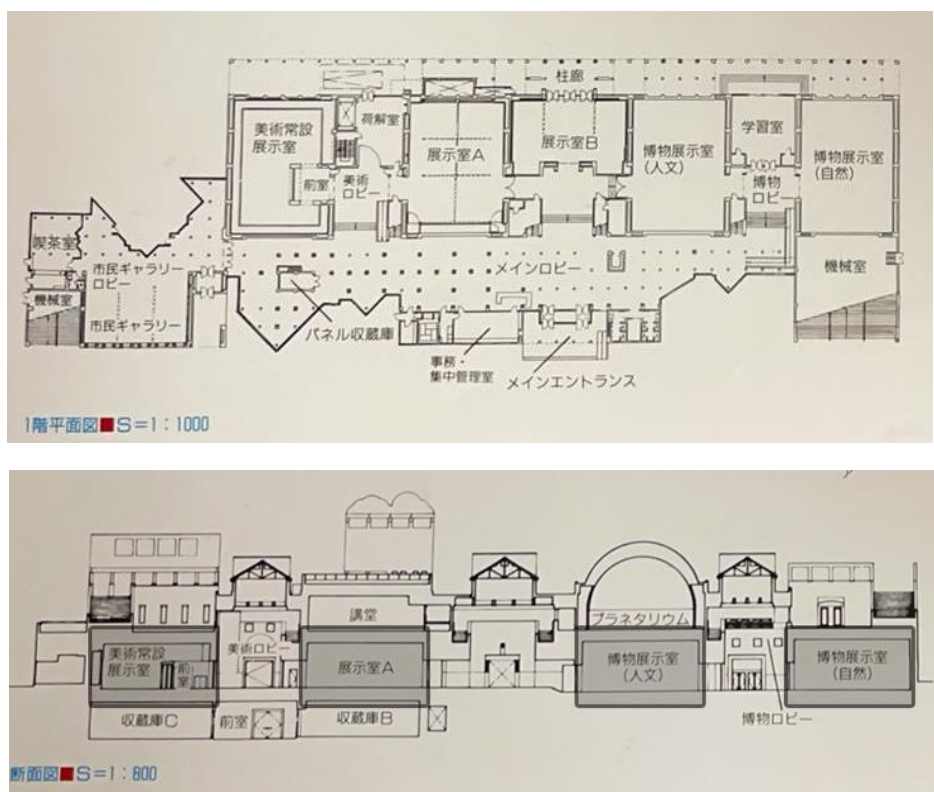 柱廊
美術常設
展示室
荷解室
展示室A
展示室B
博物展示室
(人文)
学習室
博物展示室
(自然)
前室
美術
ロビー
博物
ロビー
喫茶室
市民ギャラリー
ロビー
メインロビー
機械室
機械室
市民ギャラリー
パネル収蔵庫
事務・
集中管理室
メインエントランス
1階平面図■S=1:1000
講堂
プラネタリウム
美術常設
展示室
前
室
美術ロビー
展示室A
博物展示室
(人文)
博物展示室
(自然)
収蔵庫C
前室
収蔵庫B
博物ロビー
断面図■S=1:800